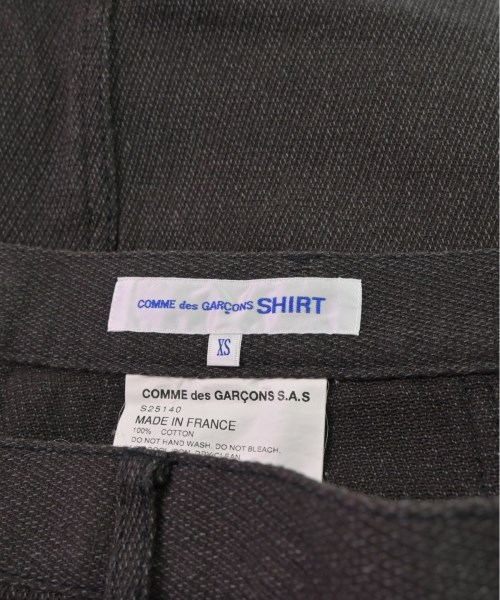 COMME des GARÇONS SHIRT
XS
COMME des GARÇONS S.A.S
S25140
MADE IN FRANCE
100% COTTON
DO NOT HAND WASH. DO NOT BLEACH.